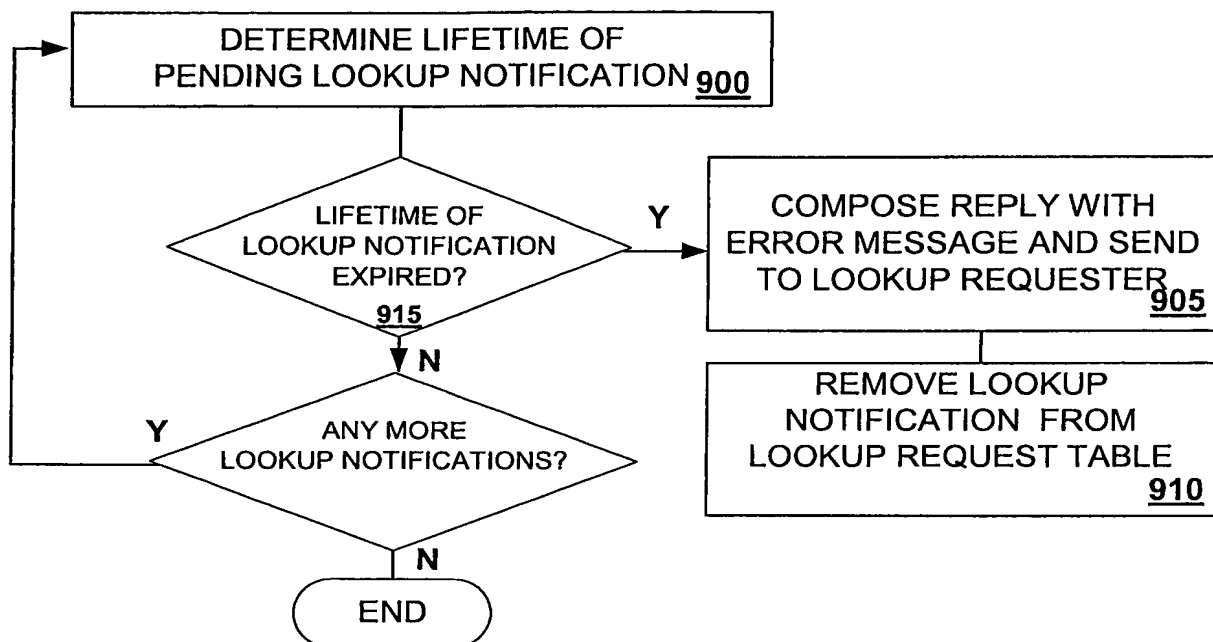 DETERMINE LIFETIME OF
PENDING LOOKUP NOTIFICATION 900
LIFETIME OF
LOOKUP NOTIFICATION
EXPIRED?
915
Y
COMPOSE REPLY WITH
ERROR MESSAGE AND SEND
TO LOOKUP REQUESTER
905
N
REMOVE LOOKUP
NOTIFICATION FROM
LOOKUP REQUEST TABLE
910
Y
ANY MORE
LOOKUP NOTIFICATIONS?
N
END